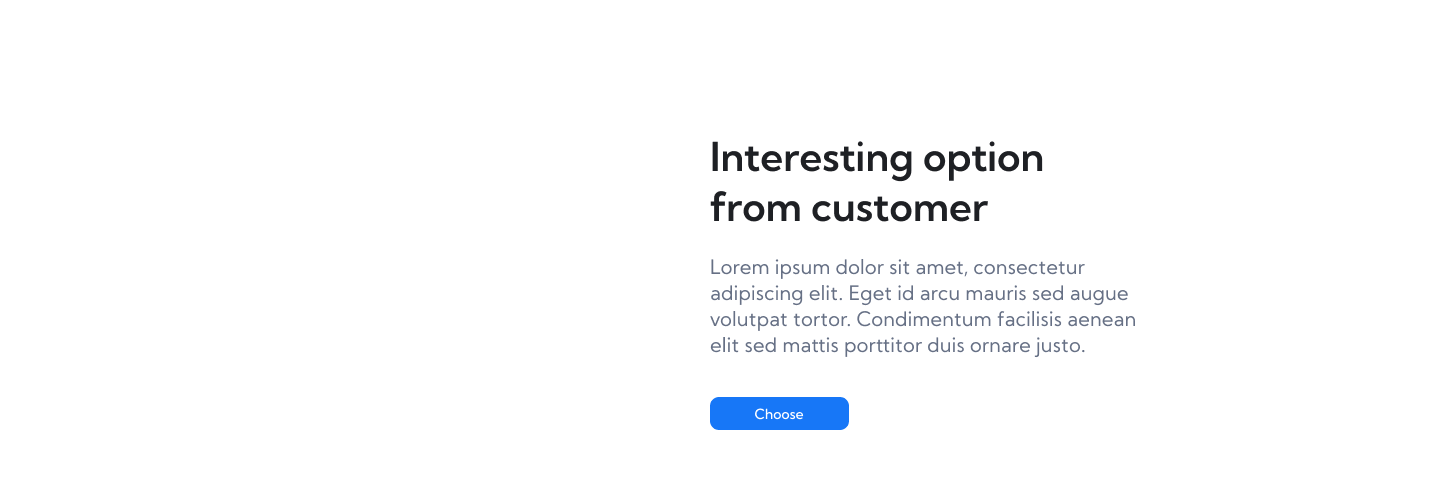 Interesting option
from customer
Lorem ipsum dolor sit amet, consectetur
adipiscing elit. Eget id arcu mauris sed augue
volutpat tortor. Condimentum facilisis aenean
elit sed mattis porttitor duis ornare justo.
Choose